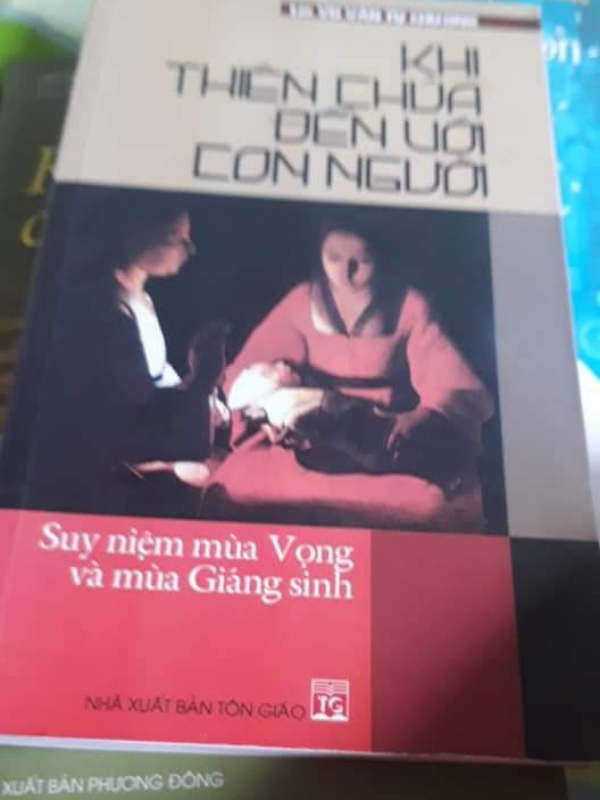 KHI
THIÊN CHÚA
ĐẾN VỚI
CON NGƯỜI
Suy niệm mùa Vọng
và mùa Giáng sinh
NHÀ XUẤT BẢN TÔN GIÁO
TG
XUẤT BẢN PHƯƠNG ĐÔNG